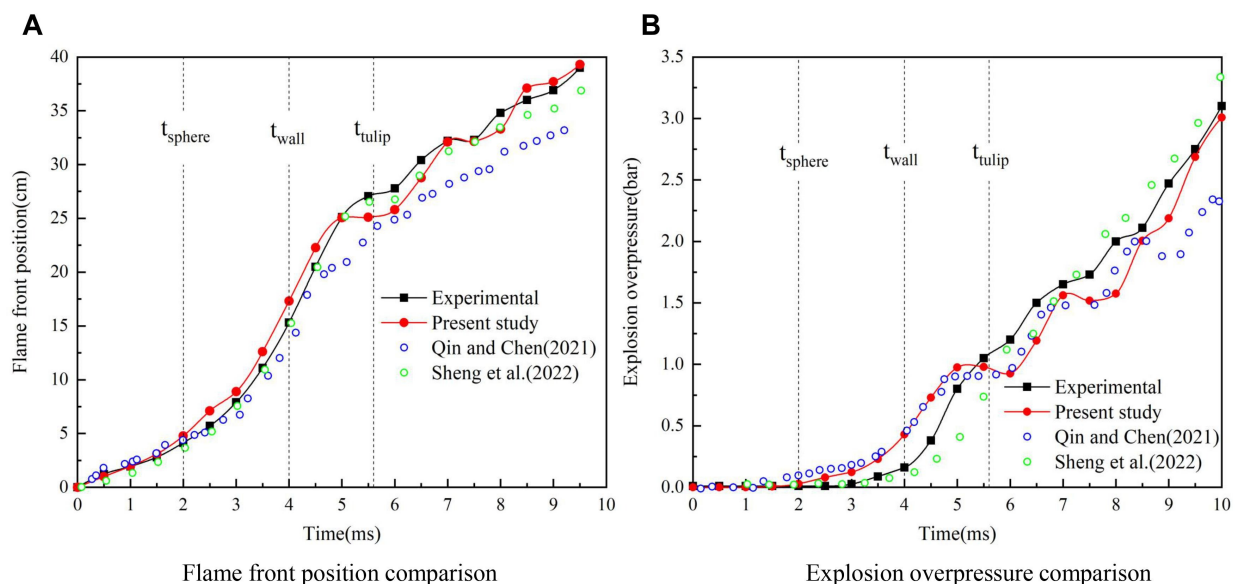 A
40
35
30
25
20
15
10
5
0
Flame front position(cm)
t_sphere
t_wall
t_tulip
Experimental
Present study
Qin and Chen(2021)
Sheng et al.(2022)
0 1 2 3 4 5 6 7 8 9 10
Time(ms)
Flame front position comparison
B
3.5
3.0
2.5
2.0
1.5
1.0
0.5
0.0
Explosion overpressure(bar)
t_sphere
t_wall
t_tulip
Experimental
Present study
Qin and Chen(2021)
Sheng et al.(2022)
0 1 2 3 4 5 6 7 8 9 10
Time(ms)
Explosion overpressure comparison